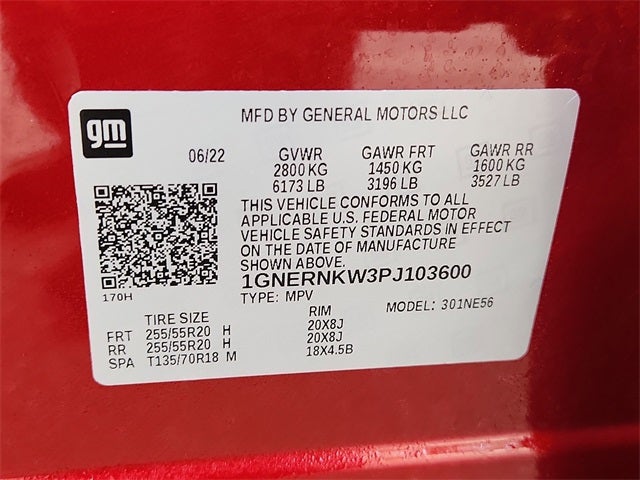 gm
MFD BY GENERAL MOTORS LLC
06/22 GVWR GAWR FRT GAWR RR
2800 KG 1450 KG 1600 KG
6173 LB 3196 LB 3527 LB
THIS VEHICLE CONFORMS TO ALL
APPLICABLE U.S. FEDERAL MOTOR
VEHICLE SAFETY STANDARDS IN EFFECT
ON THE DATE OF MANUFACTURE
SHOWN ABOVE.
170H
1GNERNKW3PJ103600
TYPE: MPV MODEL: 301NE56
TIRE SIZE RIM
FRT 255/55R20 H 20X8J
RR 255/55R20 H 20X8J
SPA T135/70R18 M 18X4.5B